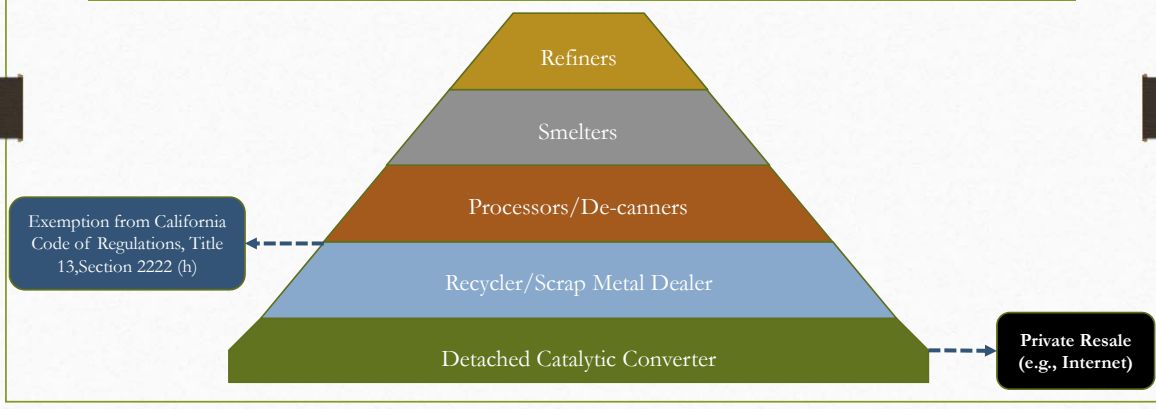 Refiners
Smelters
Processors/De-canners
Exemption from California
Code of Regulations, Title
13,Section 2222 (h)
Recycler/Scrap Metal Dealer
Detached Catalytic Converter
Private Resale
(e.g., Internet)